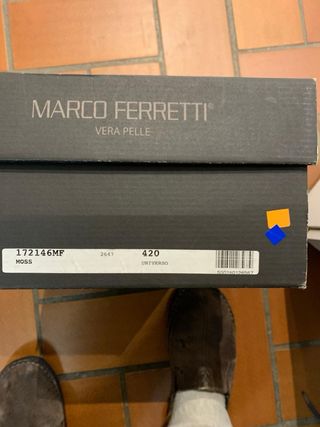 MARCO FERRETTI®
VERA PELLE
172146MF 2647 420
MOSS UNIVERSO